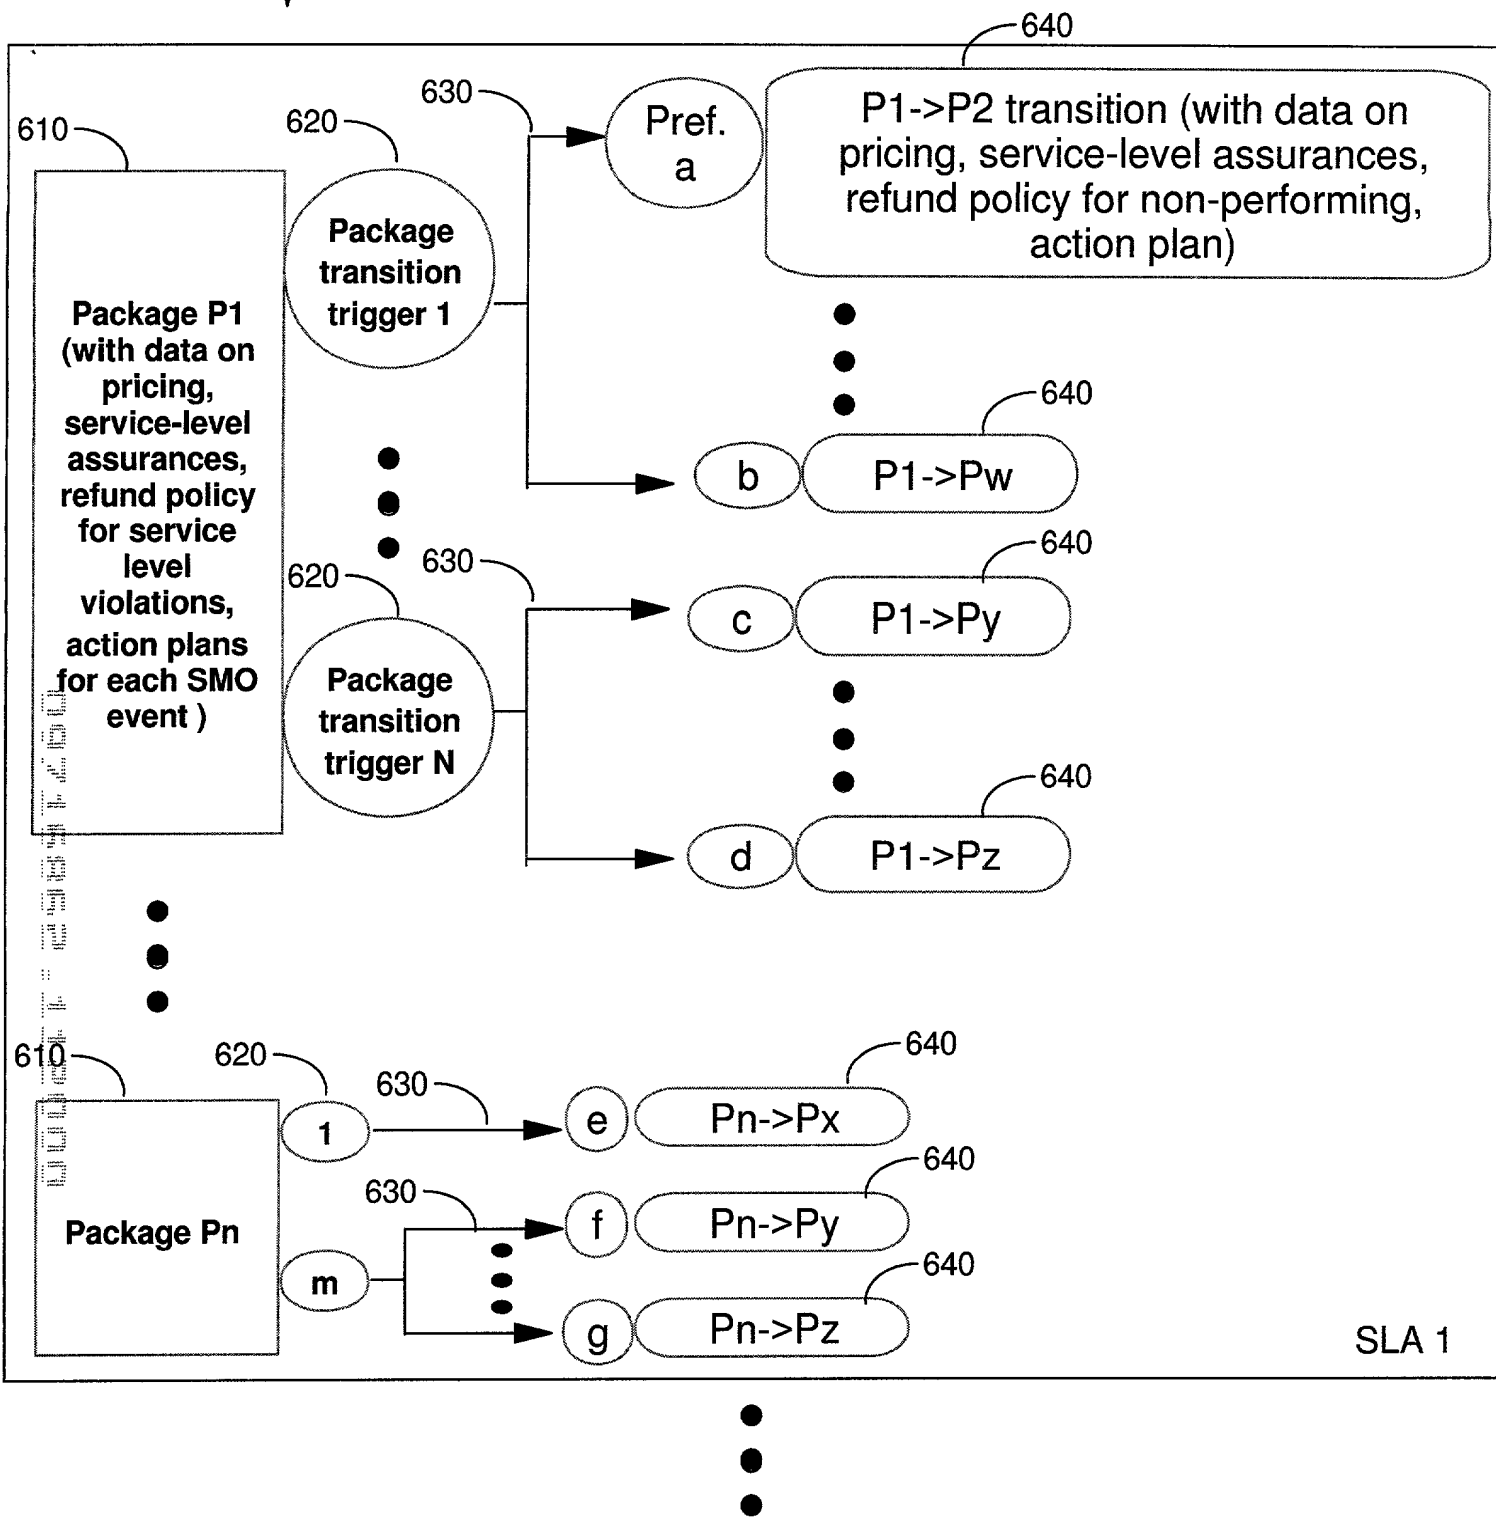 640
630
620
610
Pref.
a
P1->P2 transition (with data on
pricing, service-level assurances,
refund policy for non-performing,
action plan)
Package
transition
trigger 1
Package P1
(with data on
pricing,
service-level
assurances,
refund policy
for service
level
violations,
action plans
for each SMO
event )
640
b
P1->Pw
640
630
620
c
P1->Py
Package
transition
trigger N
640
d
P1->Pz
610
620
630
640
1
e
Pn->Px
640
630
f
Pn->Py
Package Pn
m
640
g
Pn->Pz
SLA 1